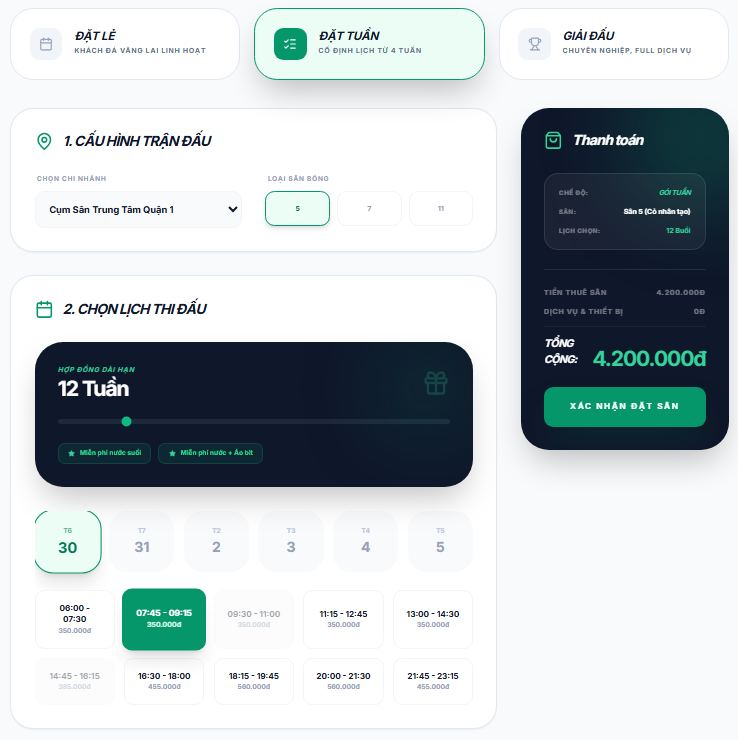 ĐẶT LẺ
KHÁCH ĐÁ VÃNG LAI LINH HOẠT
ĐẶT TUẦN
CỐ ĐỊNH LỊCH TỪ 4 TUẦN
GIẢI ĐẤU
CHUYÊN NGHIỆP, FULL DỊCH VỤ
1. CẤU HÌNH TRẬN ĐẤU
CHỌN CHI NHÁNH
LOẠI SÂN BÓNG
Cụm Sân Trung Tâm Quận 1
5
7
11
2. CHỌN LỊCH THI ĐẤU
HỢP ĐỒNG DÀI HẠN
12 Tuần
Miễn phí nước suối
Miễn phí nước + Áo bít
T6
30
T7
31
T2
2
T3
3
T4
4
T5
5
06:00 -
07:30
350.000đ
07:45 - 09:15
350.000đ
09:30 - 11:00
350.000đ
11:15 - 12:45
350.000đ
13:00 - 14:30
350.000đ
14:45 - 16:15
385.000đ
16:30 - 18:00
455.000đ
18:15 - 19:45
560.000đ
20:00 - 21:30
560.000đ
21:45 - 23:15
455.000đ
Thanh toán
CHẾ ĐỘ:
GÓI TUẦN
SÂN:
Sân 5 (Cỏ nhân tạo)
LỊCH CHỌN:
12 Buổi
TIỀN THUÊ SÂN
4.200.000Đ
DỊCH VỤ & THIẾT BỊ
0Đ
TỔNG
CỘNG:
4.200.000đ
XÁC NHẬN ĐẶT SÂN